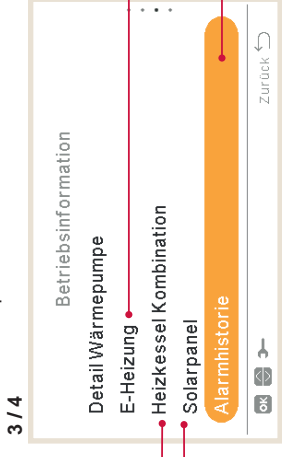 3 / 4
Betriebsinformation
Detail Wärmepumpe
E-Heizung
Heizkessel Kombination
Solarpanel
Alarmhistorie
OK Zurück